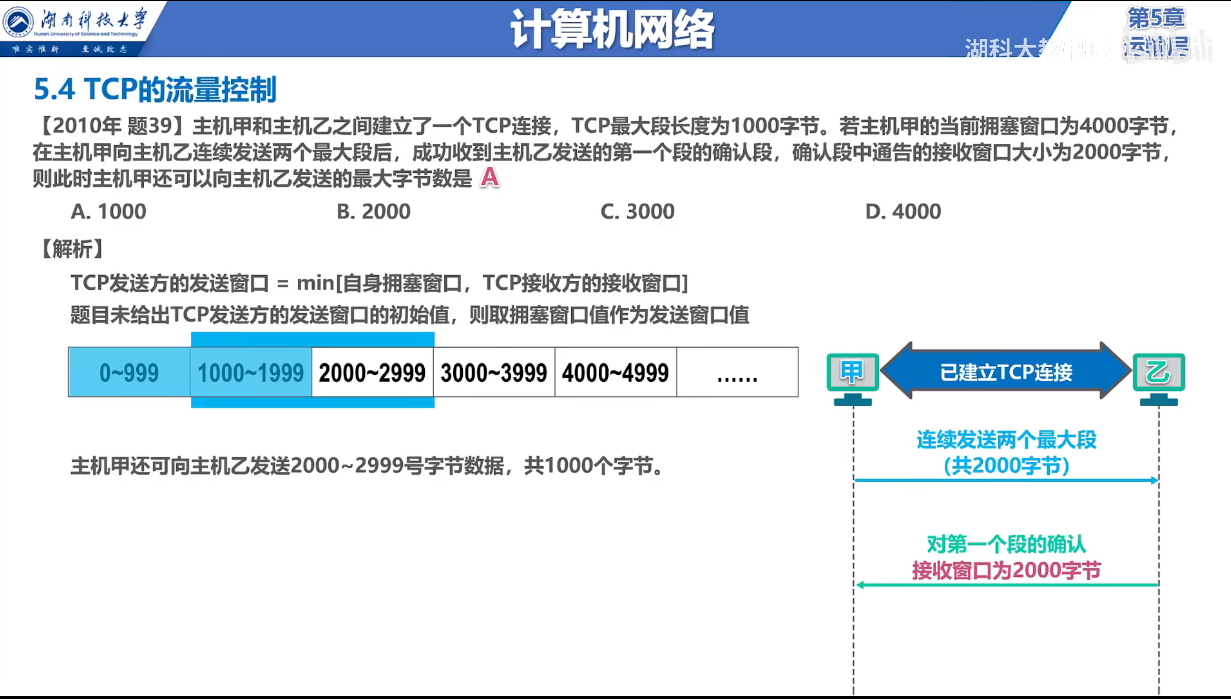 湖南科技大学
Hunan University of Science and Technology
唯实惟新 至诚致志
计算机网络
第5章
运输层
湖科大教
5.4 TCP的流量控制
【2010年 题39】主机甲和主机乙之间建立了一个TCP连接，TCP最大段长度为1000字节。若主机甲的当前拥塞窗口为4000字节，
在主机甲向主机乙连续发送两个最大段后，成功收到主机乙发送的第一个段的确认段，确认段中通告的接收窗口大小为2000字节，
则此时主机甲还可以向主机乙发送的最大字节数是 A
A. 1000 B. 2000 C. 3000 D. 4000
【解析】
TCP发送方的发送窗口 = min[自身拥塞窗口，TCP接收方的接收窗口]
题目未给出TCP发送方的发送窗口的初始值，则取拥塞窗口值作为发送窗口值
0~999 1000~1999 2000~2999 3000~3999 4000~4999 ……
甲 已建立TCP连接 乙
连续发送两个最大段
(共2000字节)
主机甲还可向主机乙发送2000~2999号字节数据，共1000个字节。
对第一个段的确认
接收窗口为2000字节